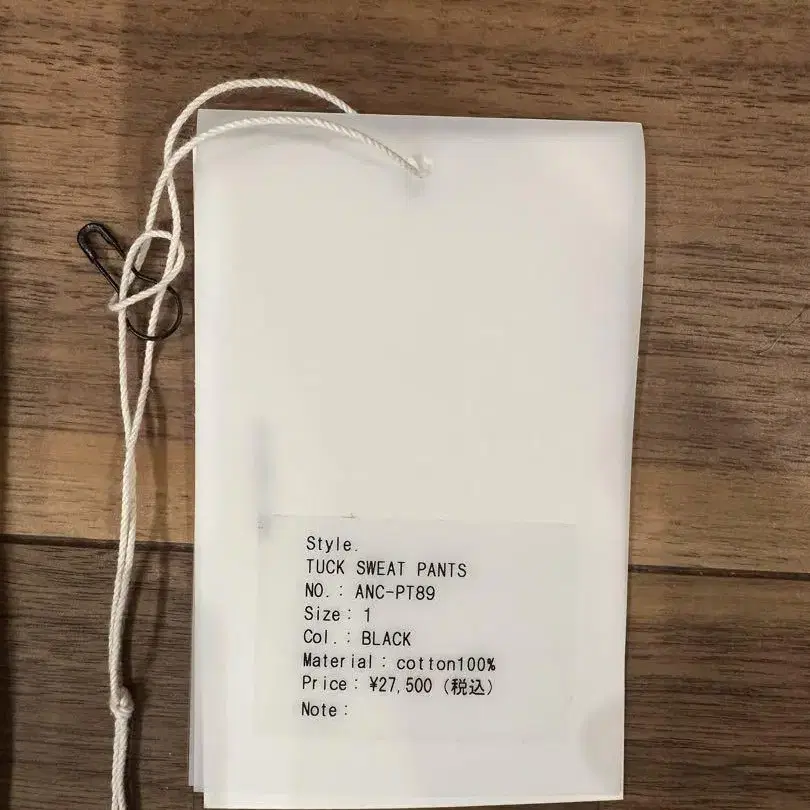 Style.
TUCK SWEAT PANTS
NO.: ANC-PT89
Size: 1
Col.: BLACK
Material: cotton100%
Price: ¥27,500 (税込)
Note: